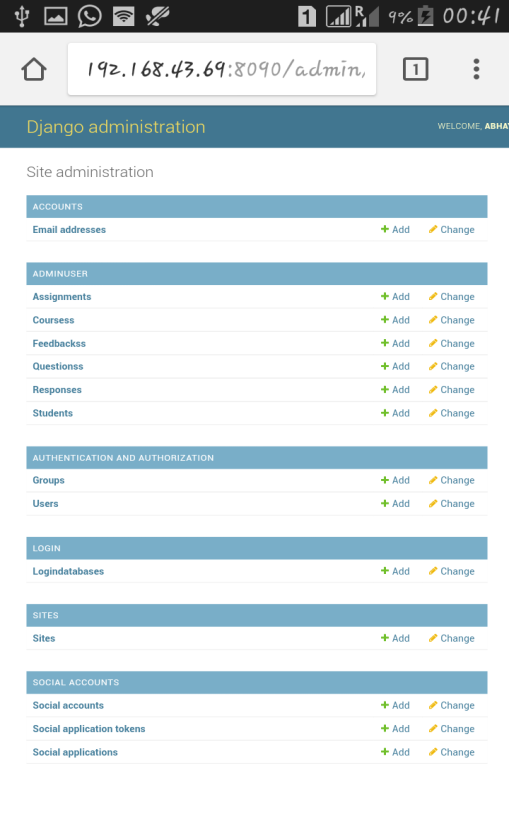 1 R 9% 00:41
192.168.43.69:8090/admin, 1
Django administration WELCOME, ABHA
Site administration
ACCOUNTS
Email addresses Add Change
ADMINUSER
Assignments Add Change
Coursess Add Change
Feedbackss Add Change
Questionss Add Change
Responses Add Change
Students Add Change
AUTHENTICATION AND AUTHORIZATION
Groups Add Change
Users Add Change
LOGIN
Logindatabases Add Change
SITES
Sites Add Change
SOCIAL ACCOUNTS
Social accounts Add Change
Social application tokens Add Change
Social applications Add Change